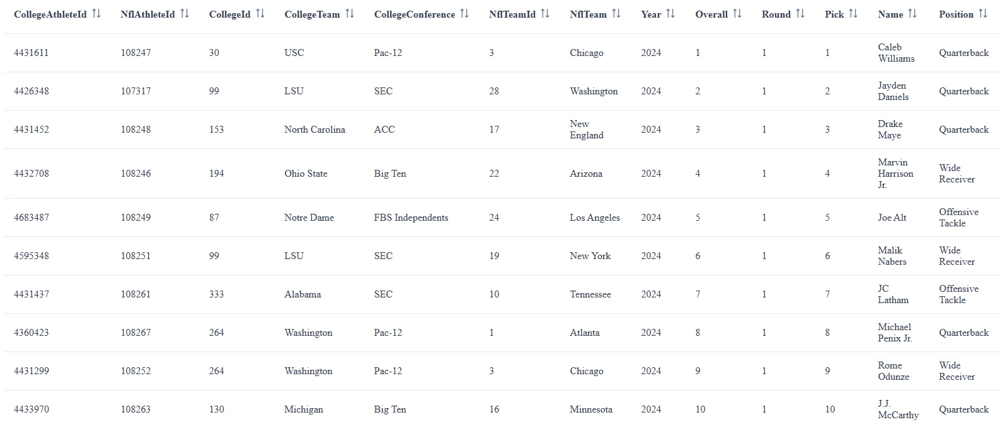 CollegeAthleteId NflAthleteId CollegeId CollegeTeam CollegeConference NflTeamId NflTeam Year Overall Round Pick Name Position
4431611 108247 30 USC Pac-12 3 Chicago 2024 1 1 1 Caleb Williams Quarterback
4426348 107317 99 LSU SEC 28 Washington 2024 2 1 2 Jayden Daniels Quarterback
4431452 108248 153 North Carolina ACC 17 New England 2024 3 1 3 Drake Maye Quarterback
4432708 108246 194 Ohio State Big Ten 22 Arizona 2024 4 1 4 Marvin Harrison Jr. Wide Receiver
4683487 108249 87 Notre Dame FBS Independents 24 Los Angeles 2024 5 1 5 Joe Alt Offensive Tackle
4595348 108251 99 LSU SEC 19 New York 2024 6 1 6 Malik Nabers Wide Receiver
4431437 108261 333 Alabama SEC 10 Tennessee 2024 7 1 7 JC Latham Offensive Tackle
4360423 108267 264 Washington Pac-12 1 Atlanta 2024 8 1 8 Michael Penix Jr. Quarterback
4431299 108252 264 Washington Pac-12 3 Chicago 2024 9 1 9 Rome Odunze Wide Receiver
4433970 108263 130 Michigan Big Ten 16 Minnesota 2024 10 1 10 J.J. McCarthy Quarterback